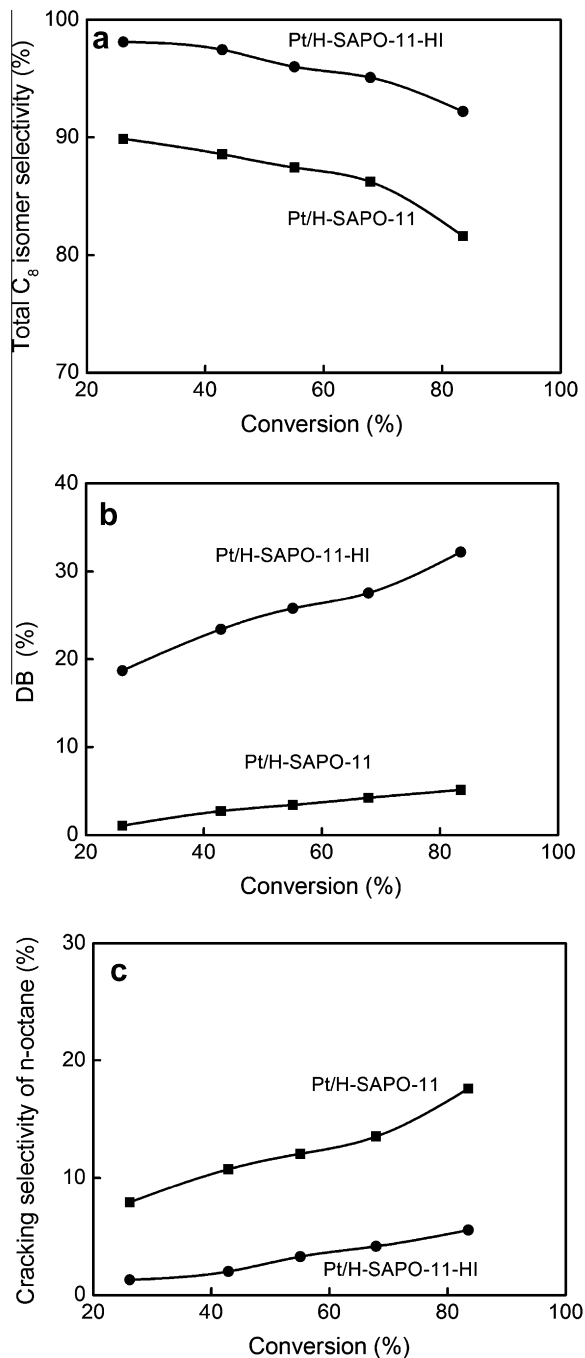 a
Total C₈ isomer selectivity (%)
100
90
80
70
Pt/H-SAPO-11-HI
Pt/H-SAPO-11
20
40
60
80
100
Conversion (%)
b
DB (%)
40
30
20
10
0
Pt/H-SAPO-11-HI
Pt/H-SAPO-11
20
40
60
80
100
Conversion (%)
c
Cracking selectivity of n-octane (%)
30
20
10
0
Pt/H-SAPO-11
Pt/H-SAPO-11-HI
20
40
60
80
100
Conversion (%)